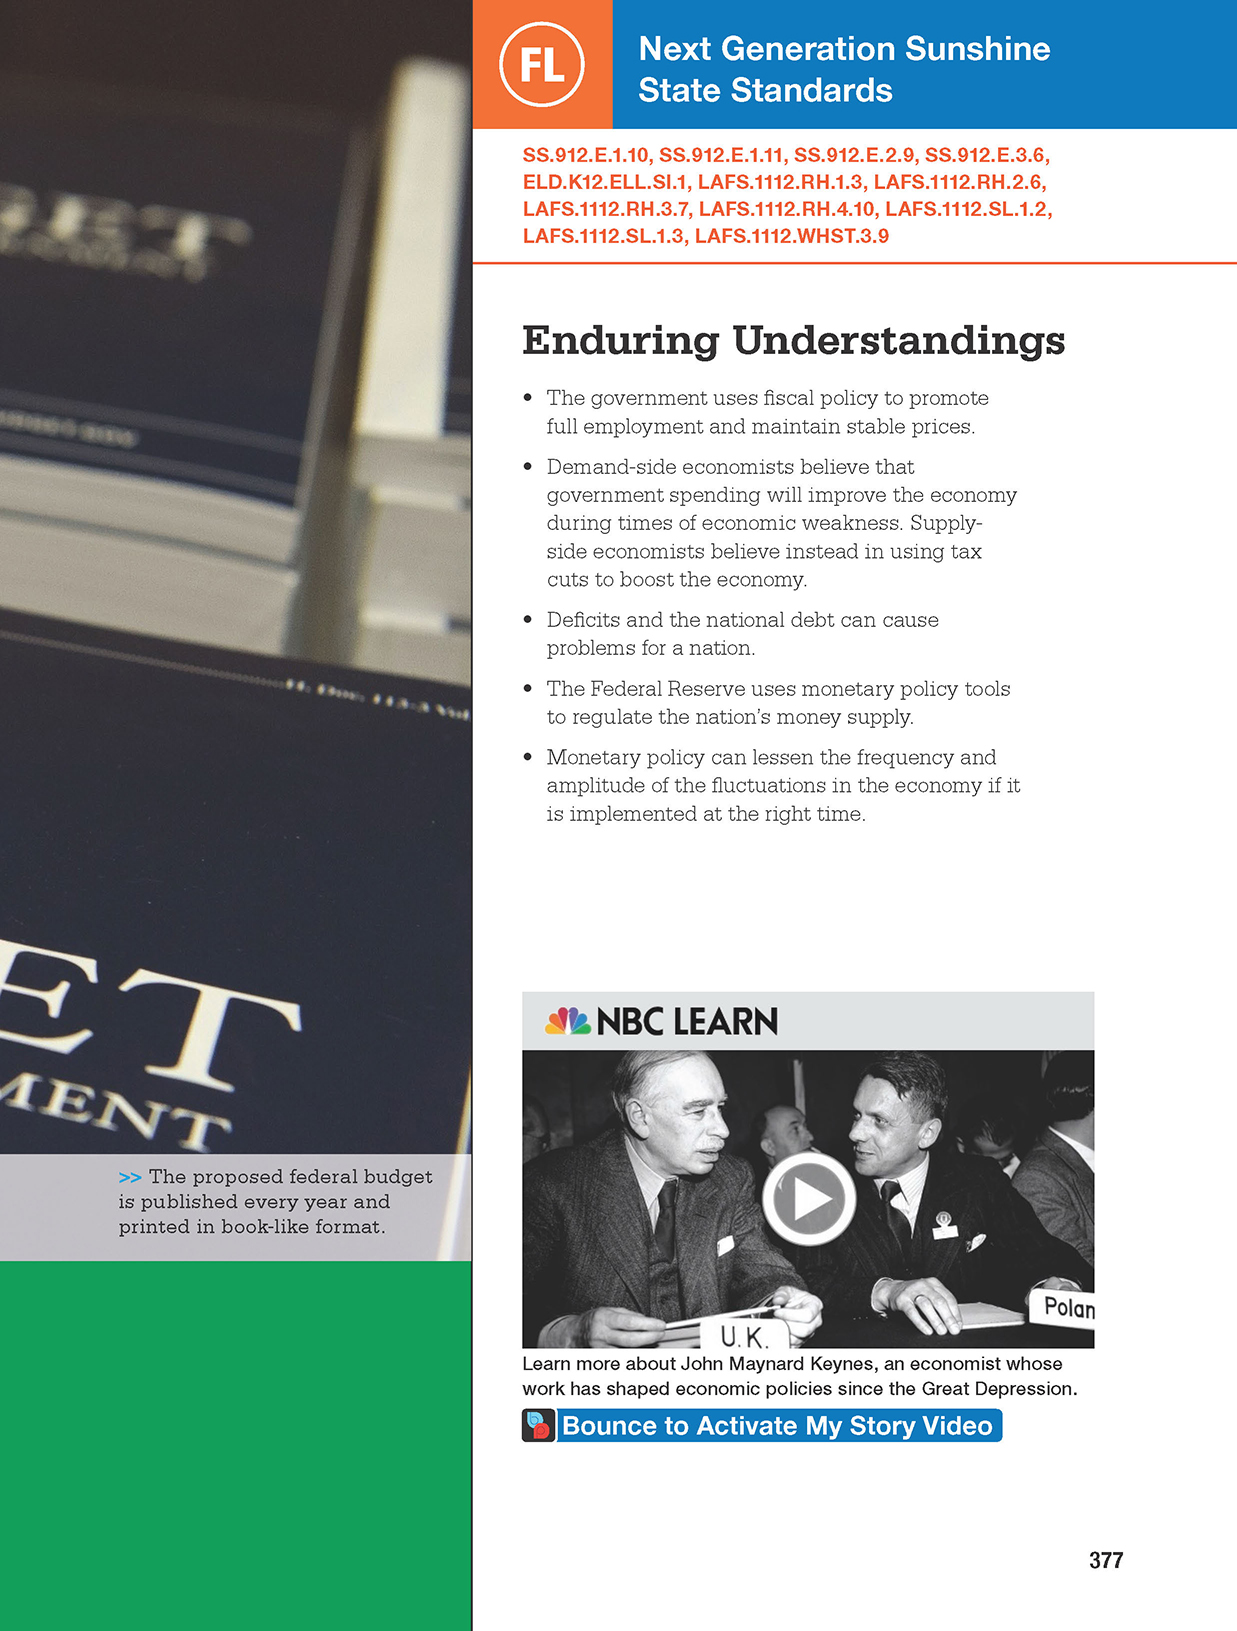 FL
Next Generation Sunshine
State Standards
SS.912.E.1.10, SS.912.E.1.11, SS.912.E.2.9, SS.912.E.3.6,
ELD.K12.ELL.SI.1, LAFS.1112.RH.1.3, LAFS.1112.RH.2.6,
LAFS.1112.RH.3.7, LAFS.1112.RH.4.10, LAFS.1112.SL.1.2,
LAFS.1112.SL.1.3, LAFS.1112.WHST.3.9
Enduring Understandings
• The government uses fiscal policy to promote
full employment and maintain stable prices.
• Demand-side economists believe that
government spending will improve the economy
during times of economic weakness. Supply-
side economists believe instead in using tax
cuts to boost the economy.
• Deficits and the national debt can cause
problems for a nation.
• The Federal Reserve uses monetary policy tools
to regulate the nation's money supply.
• Monetary policy can lessen the frequency and
amplitude of the fluctuations in the economy if it
is implemented at the right time.
H. Doc. 113-3 Vol
ET
MENT
>> The proposed federal budget
is published every year and
printed in book-like format.
NBC LEARN
U.K.
Polan
Learn more about John Maynard Keynes, an economist whose
work has shaped economic policies since the Great Depression.
Bounce to Activate My Story Video
377